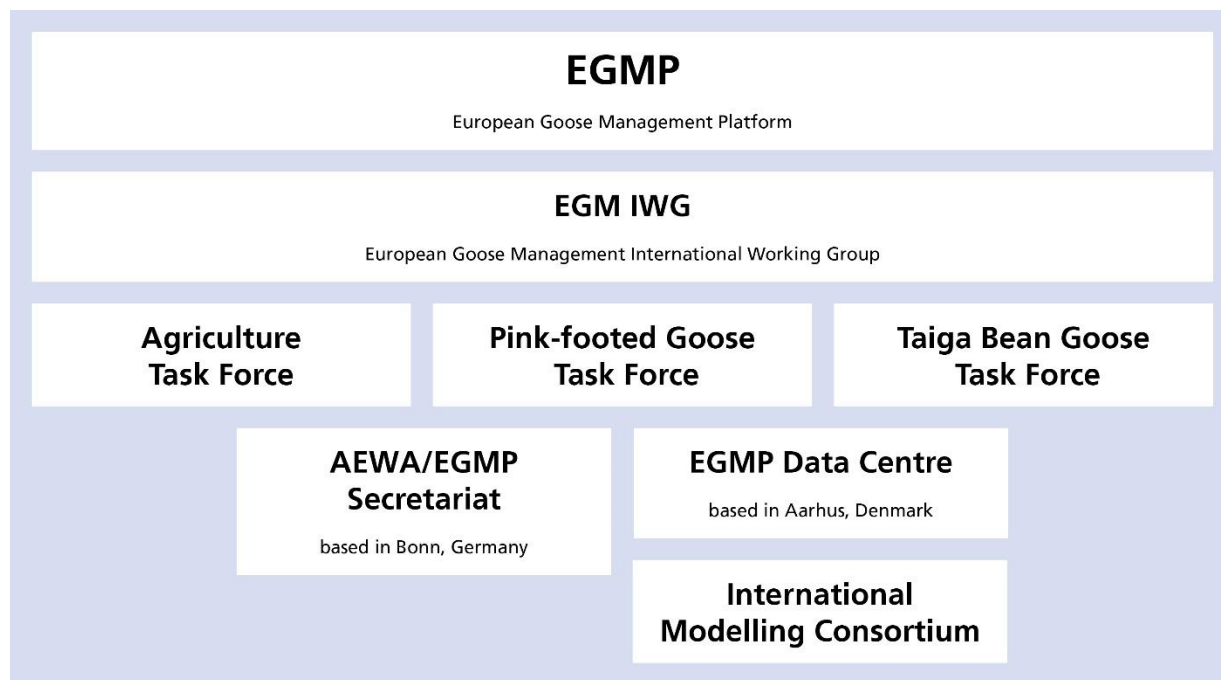 EGMP
European Goose Management Platform
EGM IWG
European Goose Management International Working Group
Agriculture
Task Force
Pink-footed Goose
Task Force
Taiga Bean Goose
Task Force
AEWA/EGMP
Secretariat
based in Bonn, Germany
EGMP Data Centre
based in Aarhus, Denmark
International
Modelling Consortium